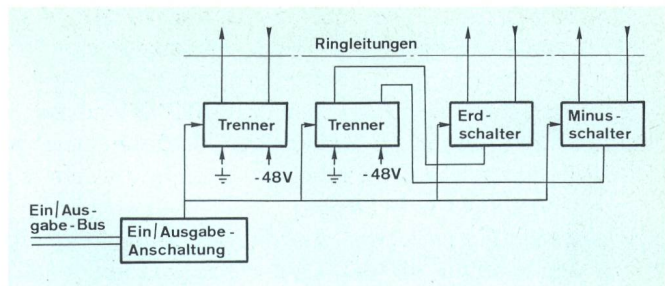 Ringleitungen
Trenner
Trenner
Erd-
schalter
Minus-
schalter
-48V
-48V
Ein/Aus-
gabe-Bus
Ein/Ausgabe-
Anschaltung